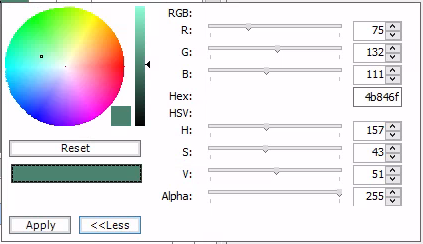 RGB:
R: 75
G: 132
B: 111
Hex: 4b846f
HSV:
H: 157
S: 43
V: 51
Alpha: 255
Reset
Apply <<Less